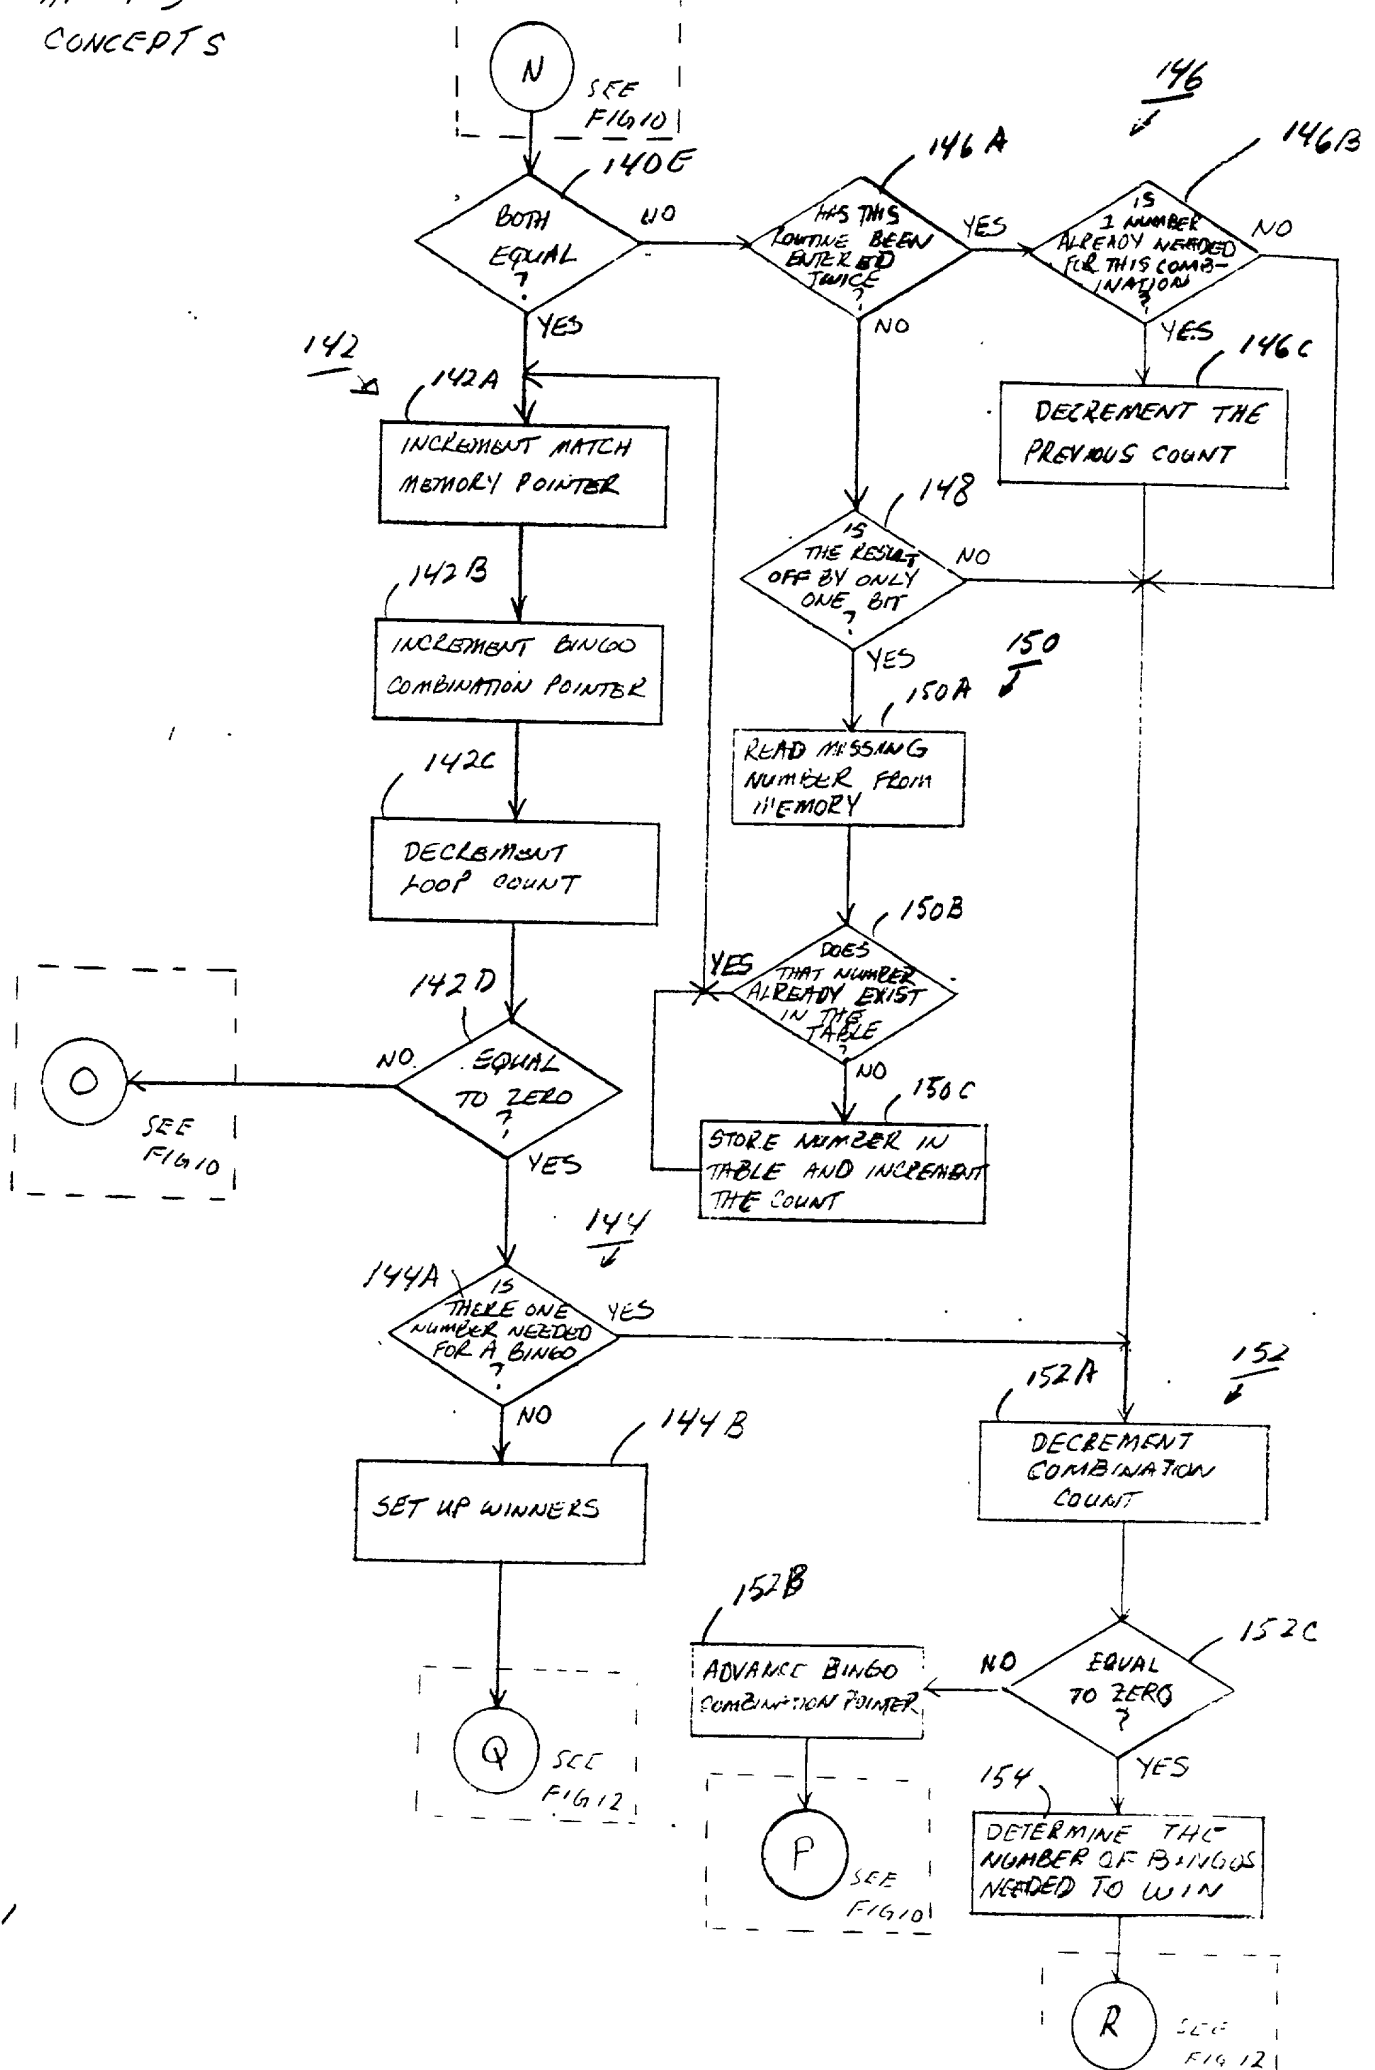 CONCEPTS
N
SEE
FIG 10
140E
BOTH
EQUAL
?
NO
YES
146
146A
HAS THIS
ROUTINE BEEN
ENTERED
TWICE
?
YES
NO
146B
IS
1 NUMBER
ALREADY NEEDED
FOR THIS COMB-
INATION
?
NO
YES
146C
DECREMENT THE
PREVIOUS COUNT
142
142A
INCREMENT MATCH
MEMORY POINTER
148
IS
THE RESULT
OFF BY ONLY
ONE BIT
?
NO
YES
142B
INCREMENT BINGO
COMBINATION POINTER
150
150A
READ MISSING
NUMBER FROM
MEMORY
142C
DECREMENT
LOOP COUNT
150B
DOES
THAT NUMBER
ALREADY EXIST
IN THE
TABLE
?
YES
NO
142D
EQUAL
TO ZERO
?
NO
YES
O
SEE
FIG 10
150C
STORE NUMBER IN
TABLE AND INCREMENT
THE COUNT
144
144A
IS
THERE ONE
NUMBER NEEDED
FOR A BINGO
?
YES
NO
144B
SET UP WINNERS
152
152A
DECREMENT
COMBINATION
COUNT
152B
ADVANCE BINGO
COMBINATION POINTER
152C
EQUAL
TO ZERO
?
NO
YES
Q
SEE
FIG 12
P
SEE
FIG 10
154
DETERMINE THE
NUMBER OF BINGOS
NEEDED TO WIN
R
SEE
FIG 12